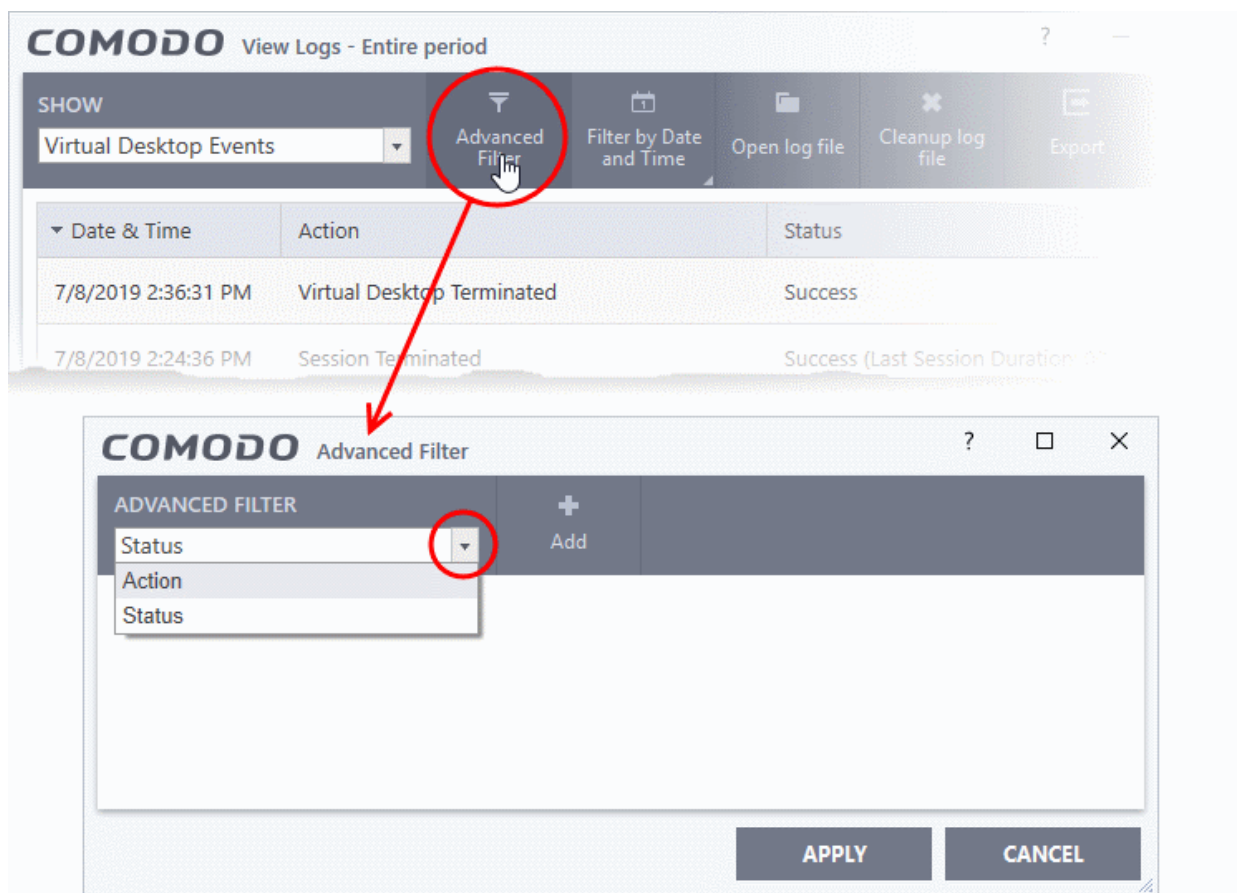 COMODO View Logs - Entire period
?
SHOW
Virtual Desktop Events
Advanced
Filter
Filter by Date
and Time
Open log file
Cleanup log
file
Export
Date & Time Action Status
7/8/2019 2:36:31 PM Virtual Desktop Terminated Success
7/8/2019 2:24:36 PM Session Terminated Success (Last Session Duration:
COMODO Advanced Filter
?
ADVANCED FILTER
Status
Add
Action
Status
APPLY CANCEL